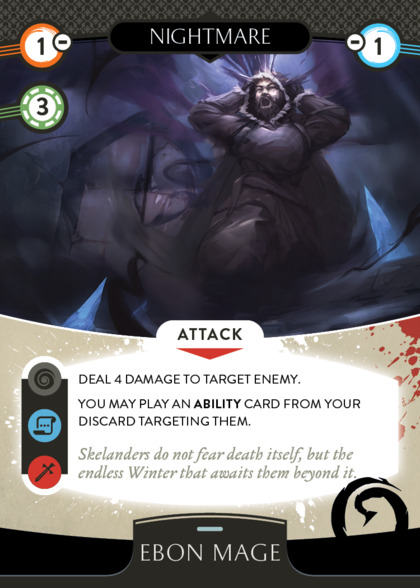 NIGHTMARE
1 -
- 1
3
ATTACK
DEAL 4 DAMAGE TO TARGET ENEMY.
YOU MAY PLAY AN ABILITY CARD FROM YOUR
DISCARD TARGETING THEM.
Skelanders do not fear death itself, but the
endless Winter that awaits them beyond it.
EBON MAGE